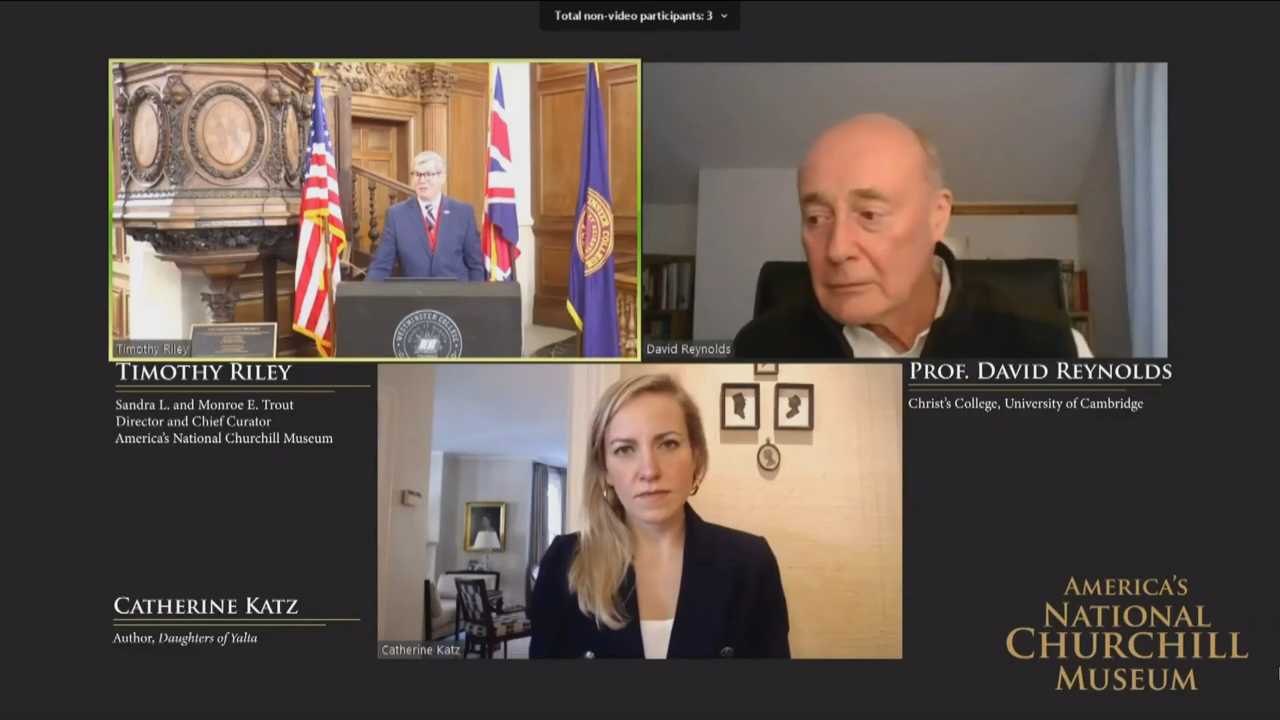 Total non-video participants: 3
Timothy Riley
David Reynolds
WESTMINSTER COLLEGE
TIMOTHY RILEY
Sandra L. and Monroe E. Trout
Director and Chief Curator
America's National Churchill Museum
PROF. DAVID REYNOLDS
Christ's College, University of Cambridge
CATHERINE KATZ
Author, Daughters of Yalta
Catherine Katz
AMERICA'S
NATIONAL
CHURCHILL
MUSEUM